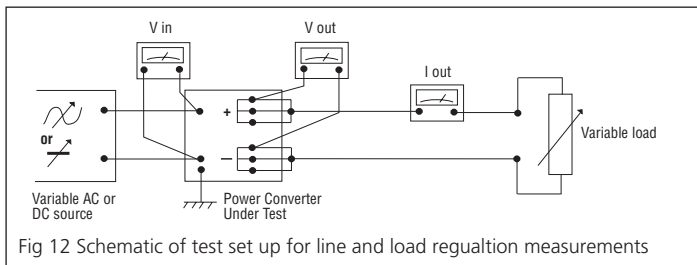 V in
V out
I out
+
or
—
Variable load
Variable AC or
DC source
Power Converter
Under Test
Fig 12 Schematic of test set up for line and load regualtion measurements